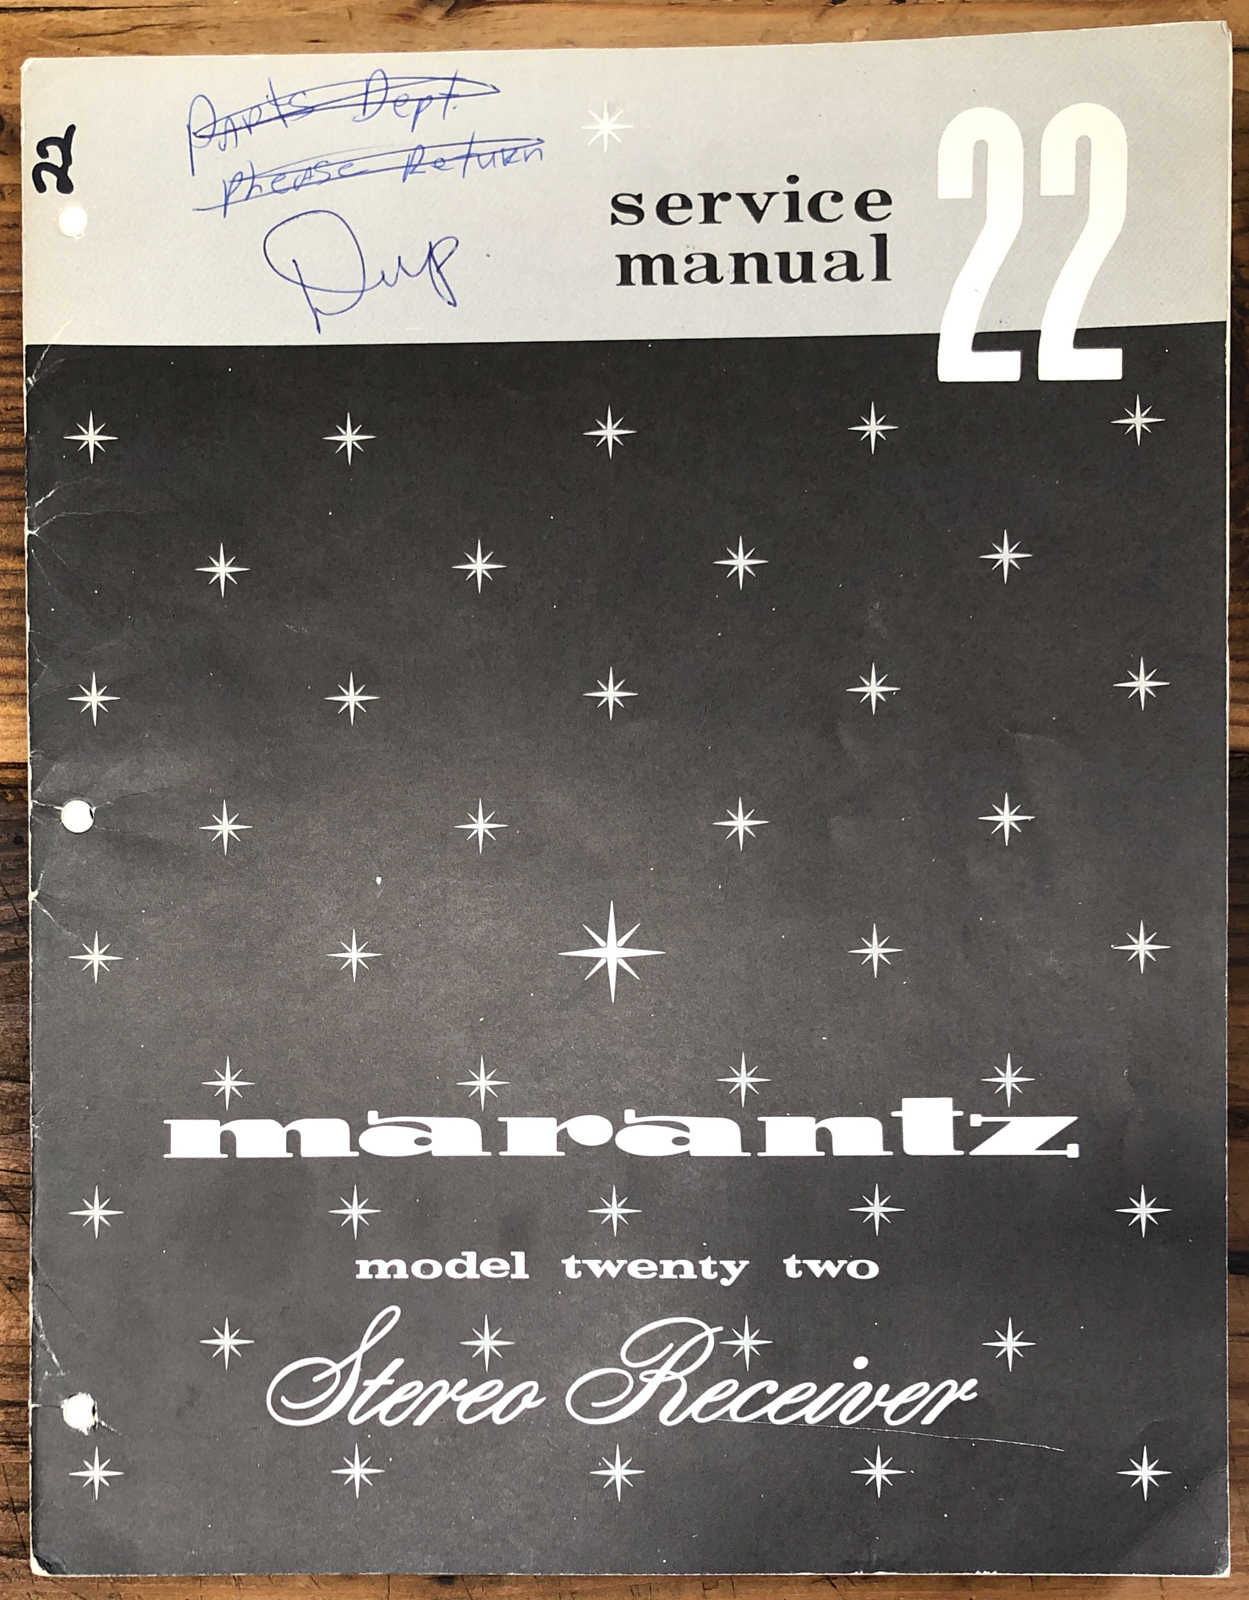 22
Parts Dept.
Please Return
Dup
service
manual
22
marantz
model twenty two
Stereo Receiver